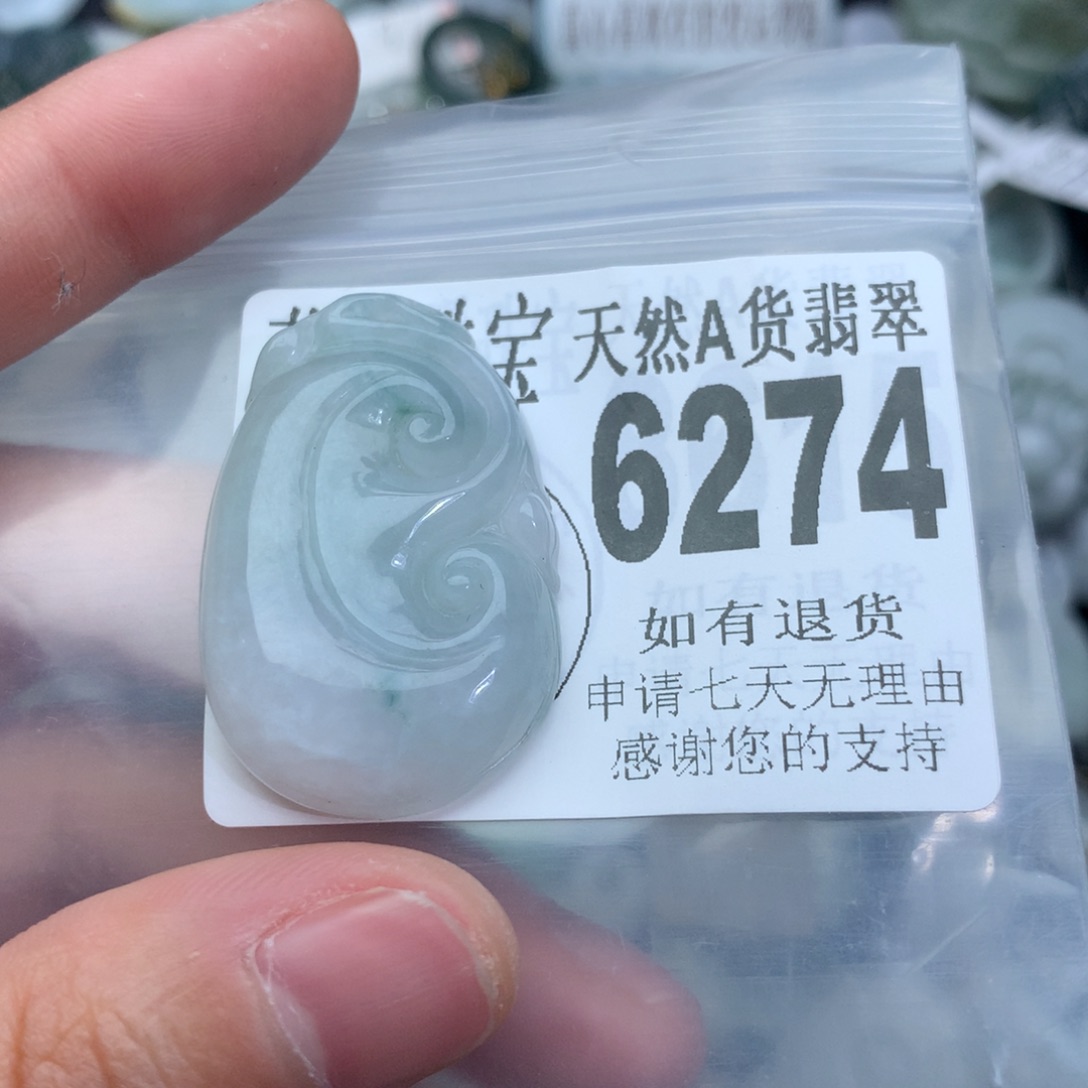 宝 天然A货翡翠
6274
如有退货
申请七天无理由
感谢您的支持